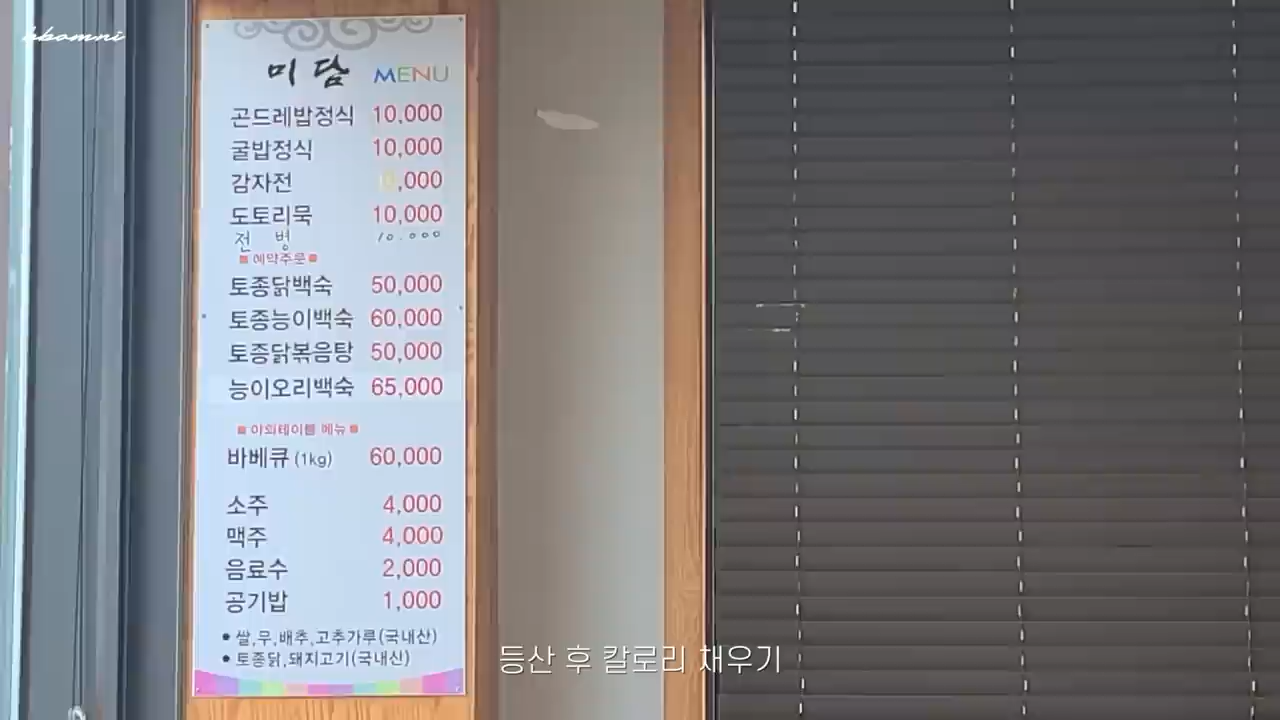 bbomni
미담 MENU
곤드레밥정식 10,000
굴밥정식 10,000
감자전 ,000
도토리묵 10,000
전 병 10.000
■ 예약주문 ■
토종닭백숙 50,000
토종능이백숙 60,000
토종닭볶음탕 50,000
능이오리백숙 65,000
■ 야외테이블 메뉴 ■
바베큐 (1kg) 60,000
소주 4,000
맥주 4,000
음료수 2,000
공기밥 1,000
● 쌀,무,배추,고추가루(국내산)
● 토종닭,돼지고기(국내산)
등산 후 칼로리 채우기